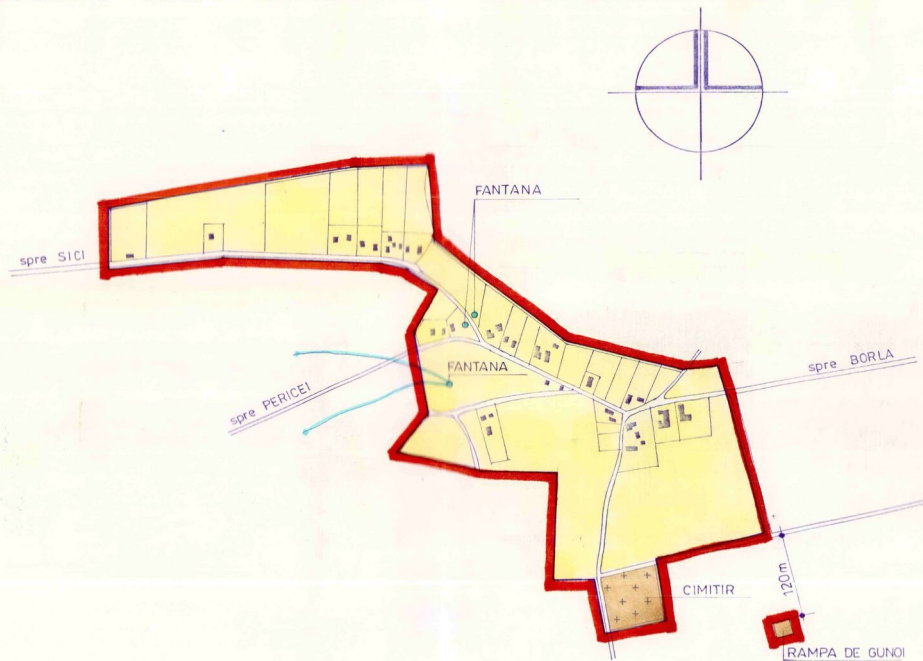 FANTANA
spre SICI
spre BORLA
FANTANA
spre PERICEI
CIMITIR
120m
RAMPA DE GUNOI